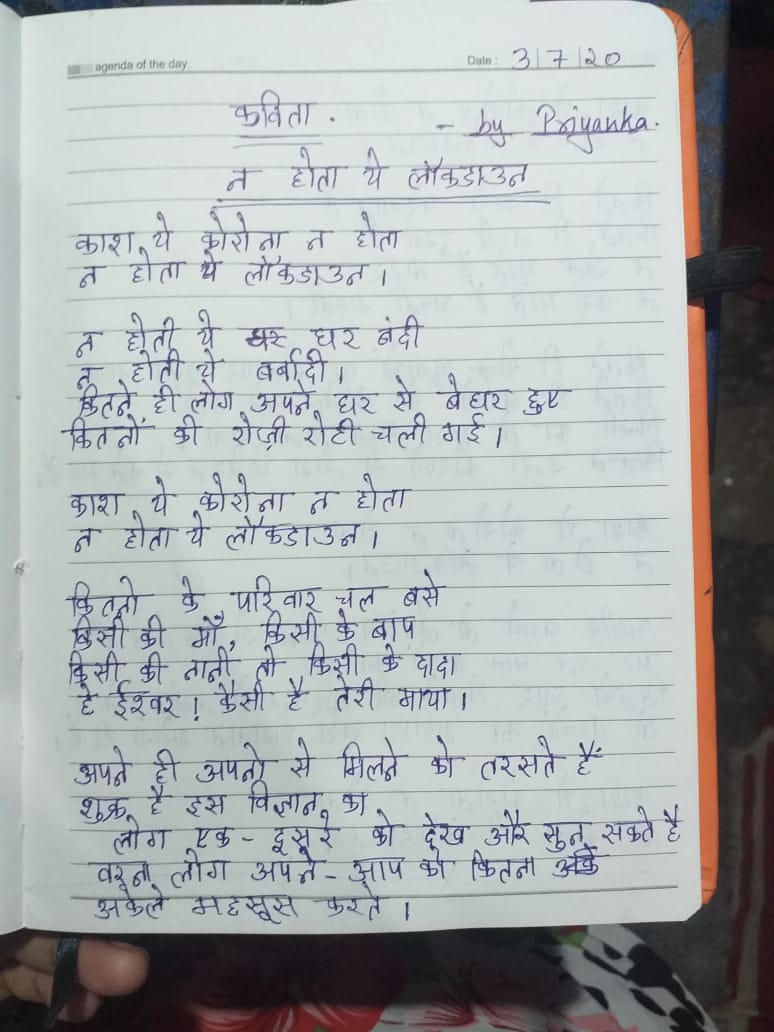 agenda of the day Date : 3/7/20
कविता . - by Priyanka.
न होता ये लॉकडाउन
काश ये कोरोना न होता
न होता ये लॉकडाउन।
न होती ये घर बंदी
न होती ये बर्बादी।
कितने ही लोग अपने घर से बेघर हुए
कितनों की रोज़ी रोटी चली गई।
काश ये कोरोना न होता
न होता ये लॉकडाउन।
कितनो के परिवार चल बसे
किसी की माँ, किसी के बाप
किसी की नानी तो किसी के दादा
हे ईश्वर! कैसी है तेरी माया।
अपने ही अपनो से मिलने को तरसते हैं
शुक्र है इस विज्ञान का
लोग एक-दूसरे को देख और सुन सकते है
वरना लोग अपने-आप को कितना
अकेले महसूस करते।